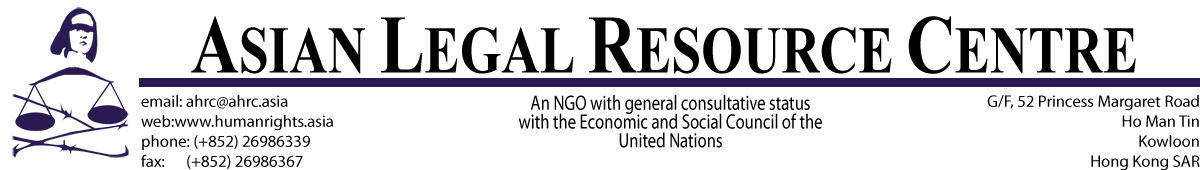 ASIAN LEGAL RESOURCE CENTRE
email: ahrc@ahrc.asia
web:www.humanrights.asia
phone: (+852) 26986339
fax: (+852) 26986367
An NGO with general consultative status
with the Economic and Social Council of the
United Nations
G/F, 52 Princess Margaret Road
Ho Man Tin
Kowloon
Hong Kong SAR